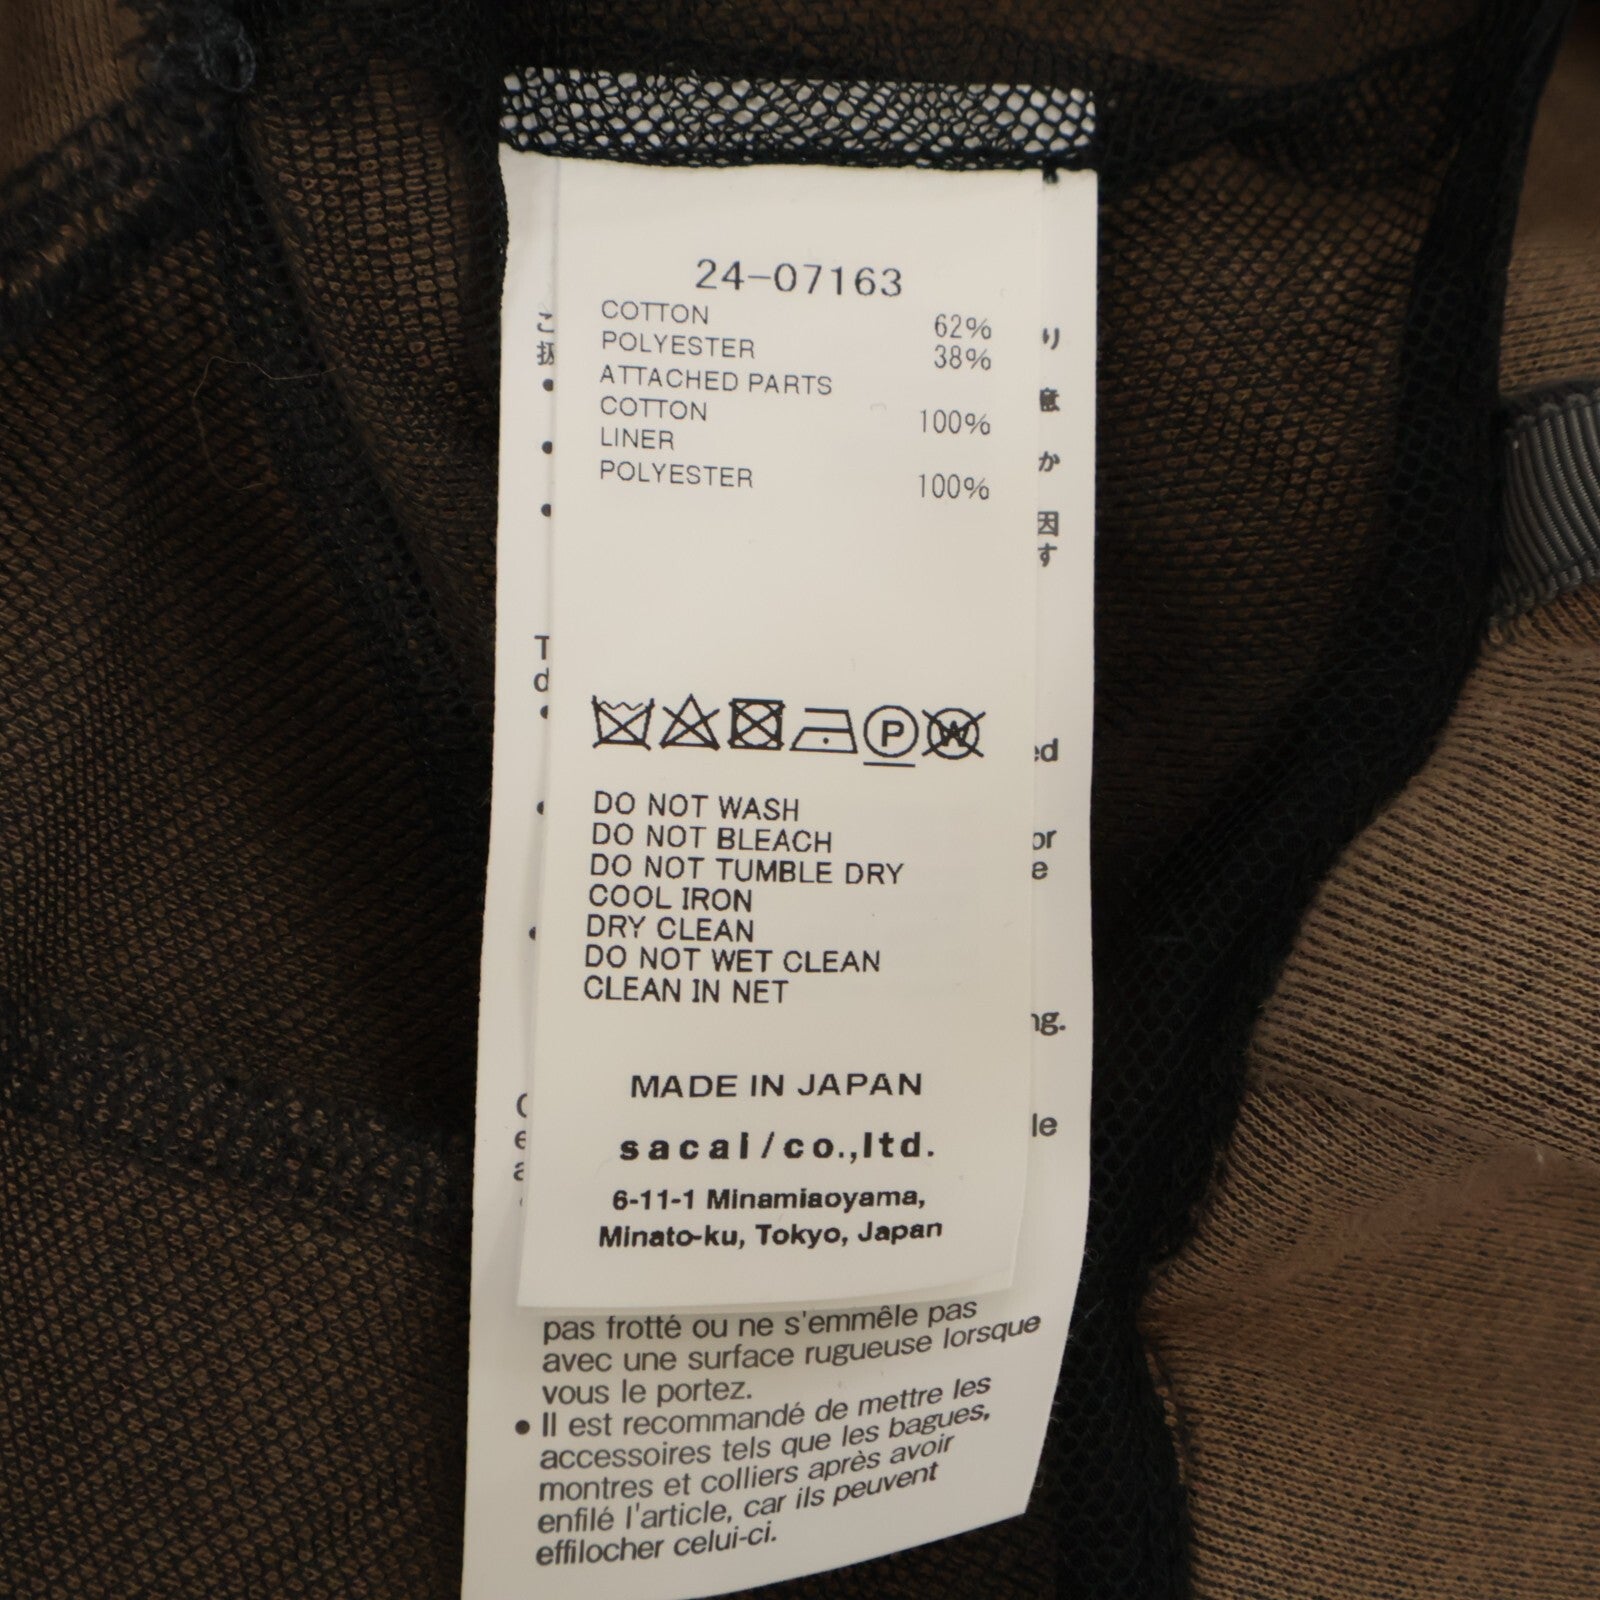 24-07163
COTTON 62%
POLYESTER 38%
ATTACHED PARTS
COTTON 100%
LINER
POLYESTER 100%
P W
DO NOT WASH
DO NOT BLEACH
DO NOT TUMBLE DRY
COOL IRON
DRY CLEAN
DO NOT WET CLEAN
CLEAN IN NET
MADE IN JAPAN
sacai/co.,ltd.
6-11-1 Minamiaoyama,
Minato-ku, Tokyo, Japan
pas frotté ou ne s'emmêle pas
avec une surface rugueuse lorsque
vous le portez.
● Il est recommandé de mettre les
accessoires tels que les bagues,
montres et colliers après avoir
enfilé l'article, car ils peuvent
effilocher celui-ci.